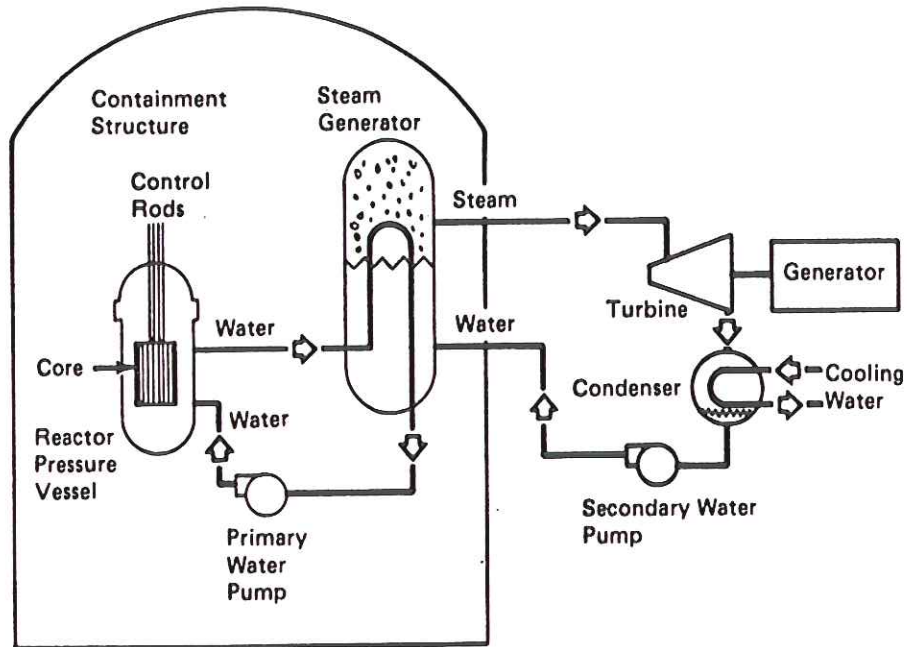 Containment
Structure
Steam
Generator
Control
Rods
Steam
Generator
Turbine
Water
Water
Core
Condenser
Cooling
Water
Water
Reactor
Pressure
Vessel
Primary
Water
Pump
Secondary Water
Pump